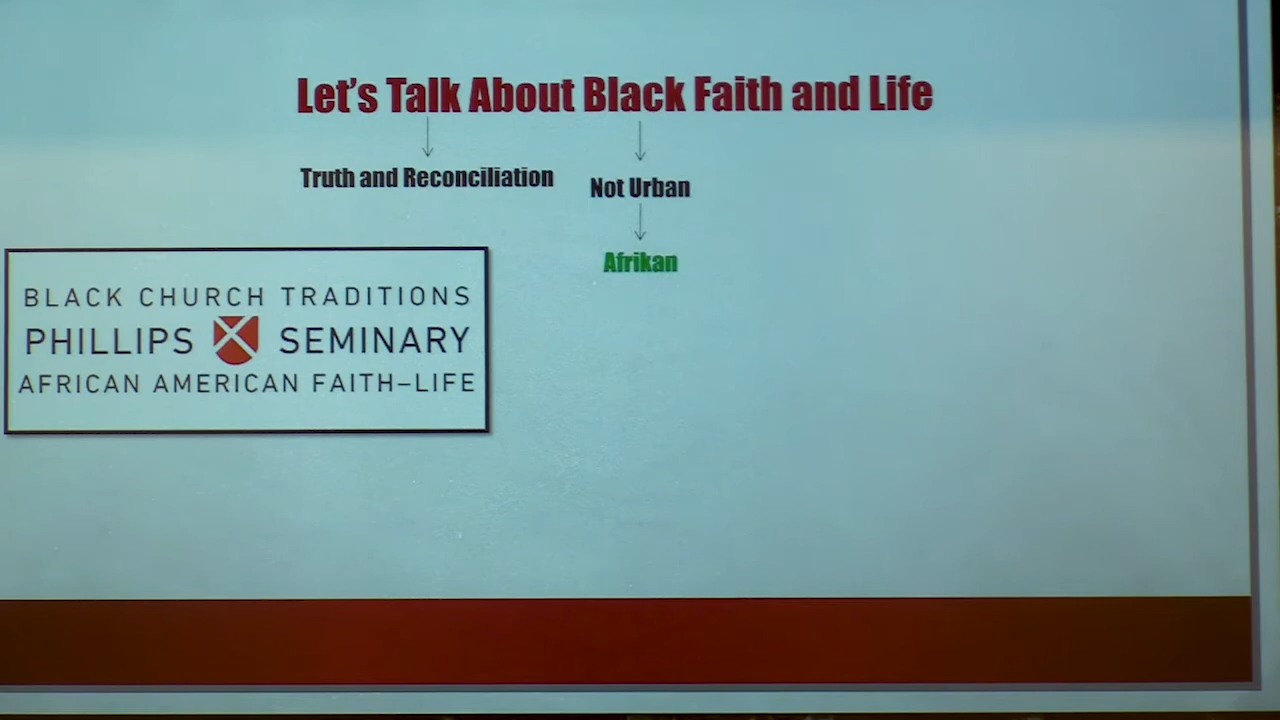 Let's Talk About Black Faith and Life
Truth and Reconciliation
Not Urban
Afrikan
BLACK CHURCH TRADITIONS
PHILLIPS SEMINARY
AFRICAN AMERICAN FAITH–LIFE